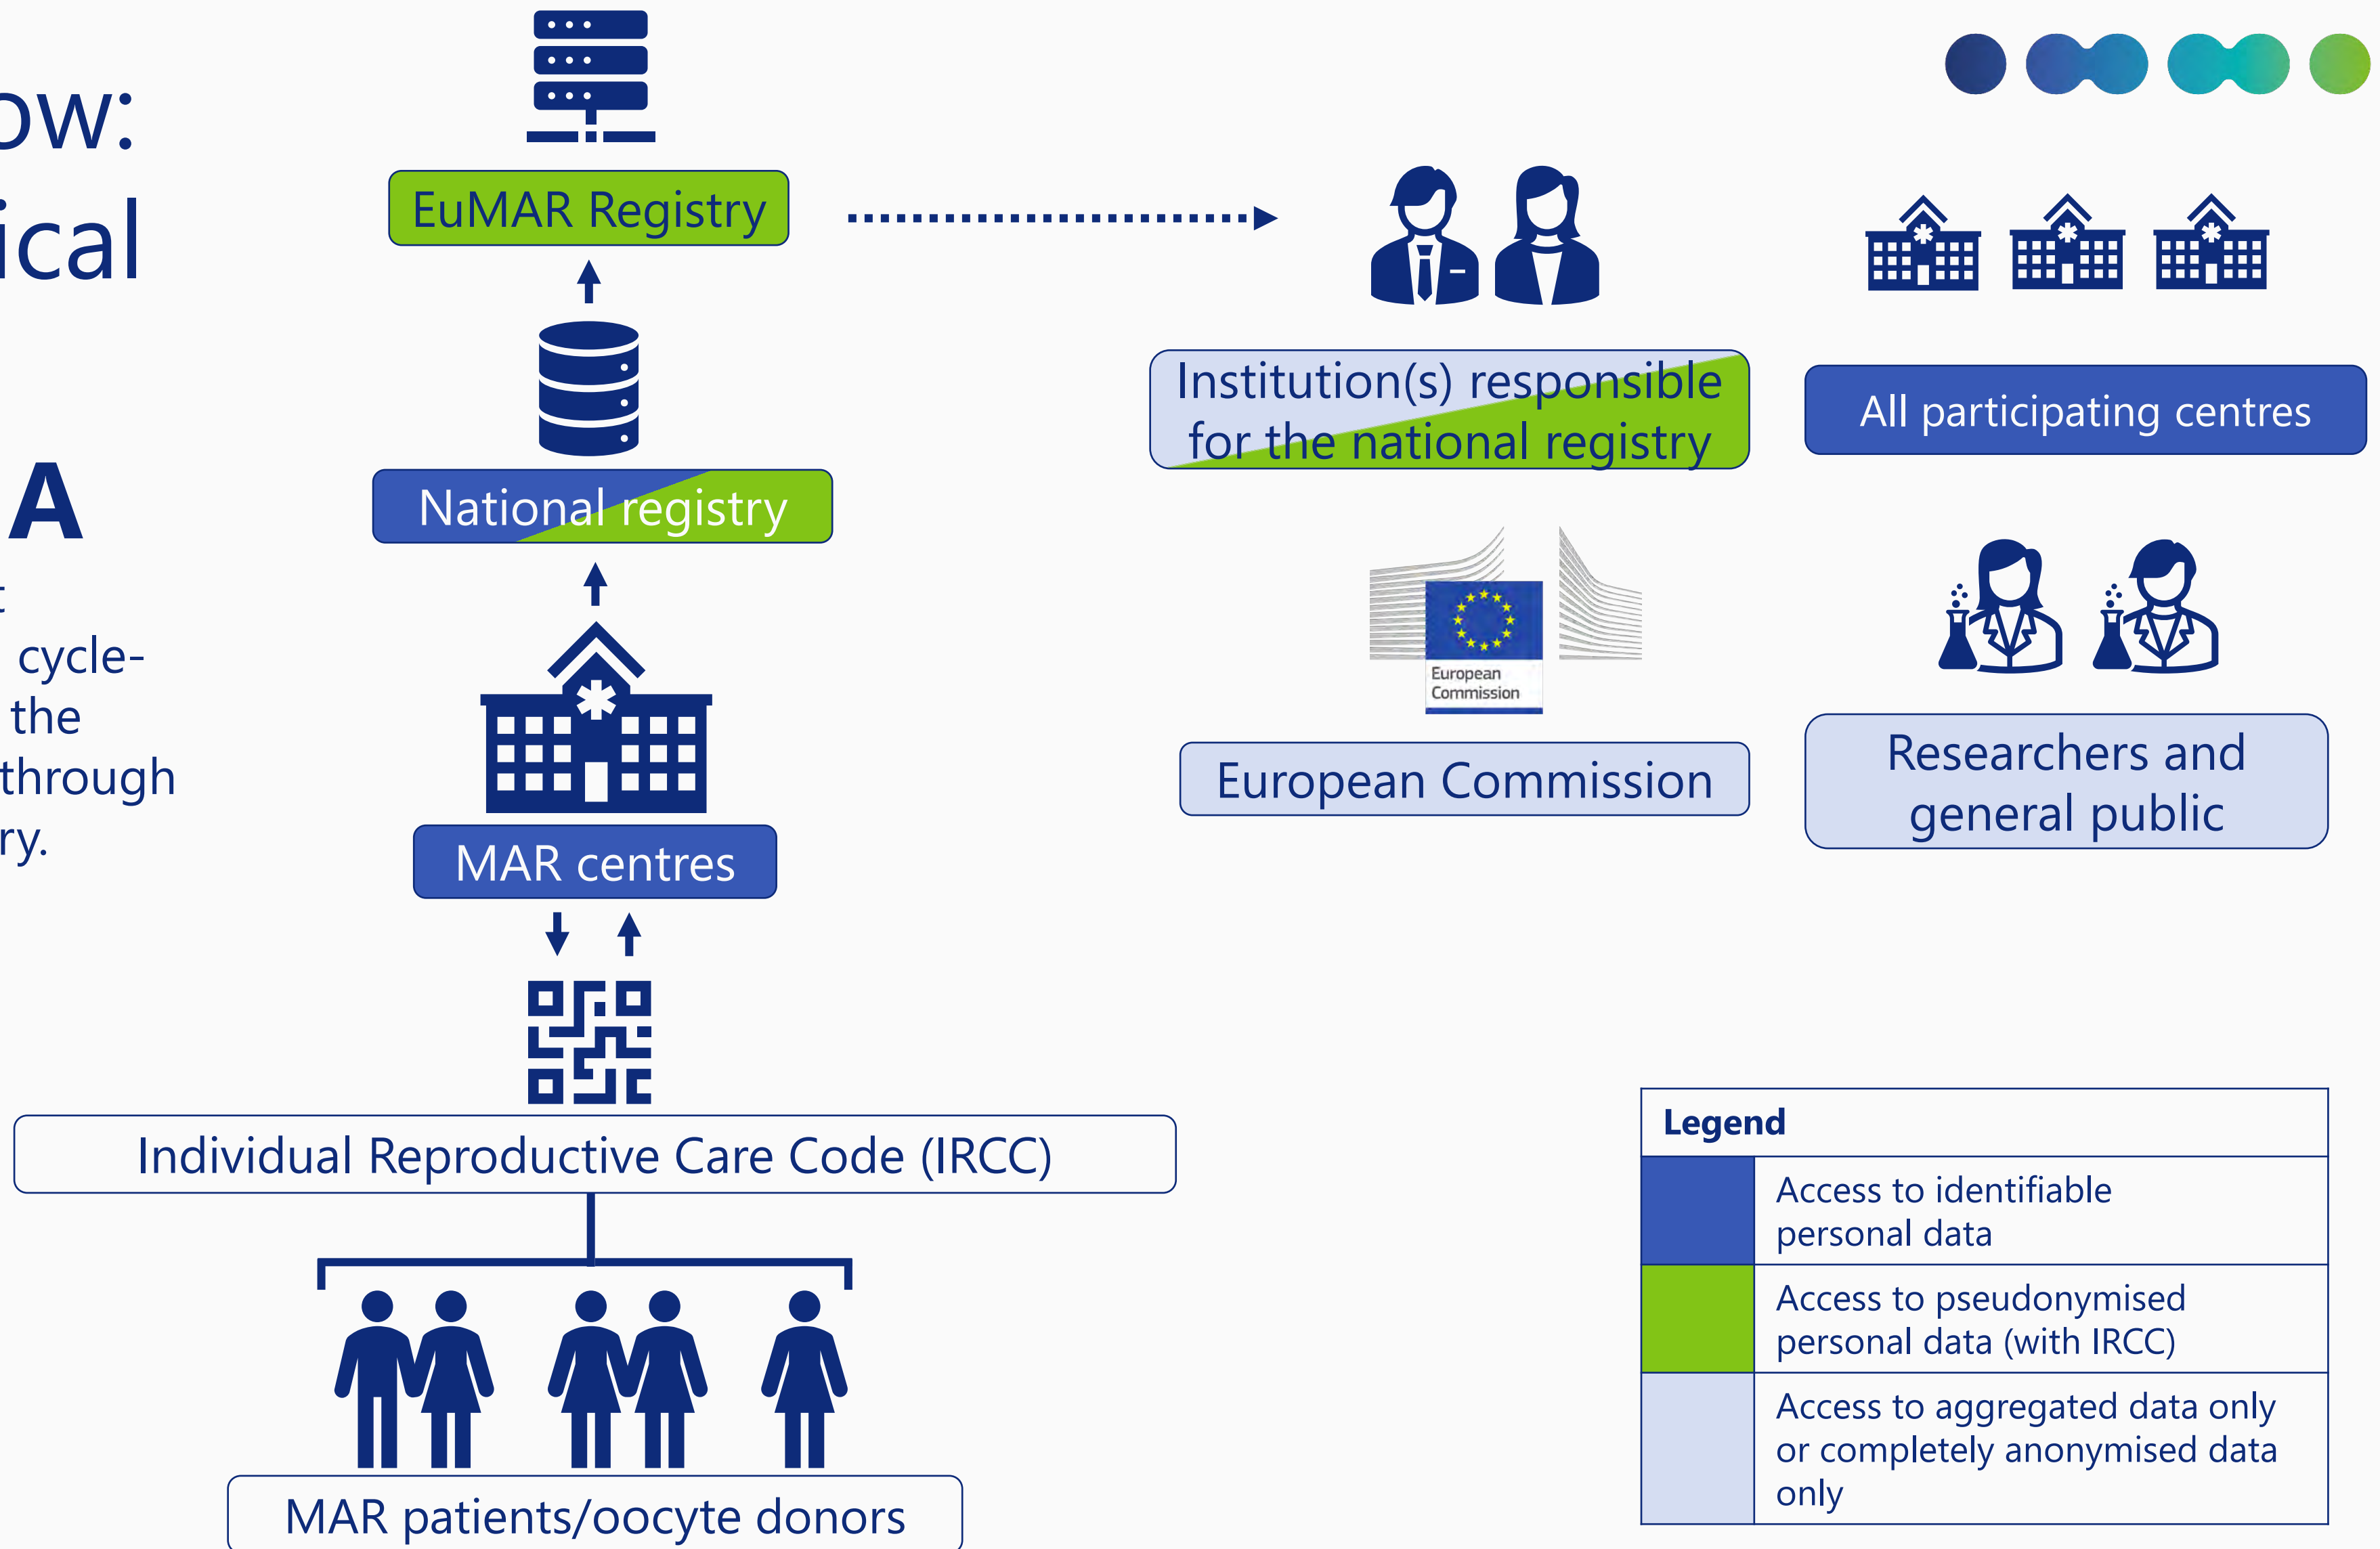 ow:
ical
A
t
cycle-
the
through
ry.
EuMAR Registry
National registry
MAR centres
Individual Reproductive Care Code (IRCC)
MAR patients/oocyte donors
Institution(s) responsible
for the national registry
All participating centres
European
Commission
European Commission
Researchers and
general public
Legend
Access to identifiable
personal data
Access to pseudonymised
personal data (with IRCC)
Access to aggregated data only
or completely anonymised data
only